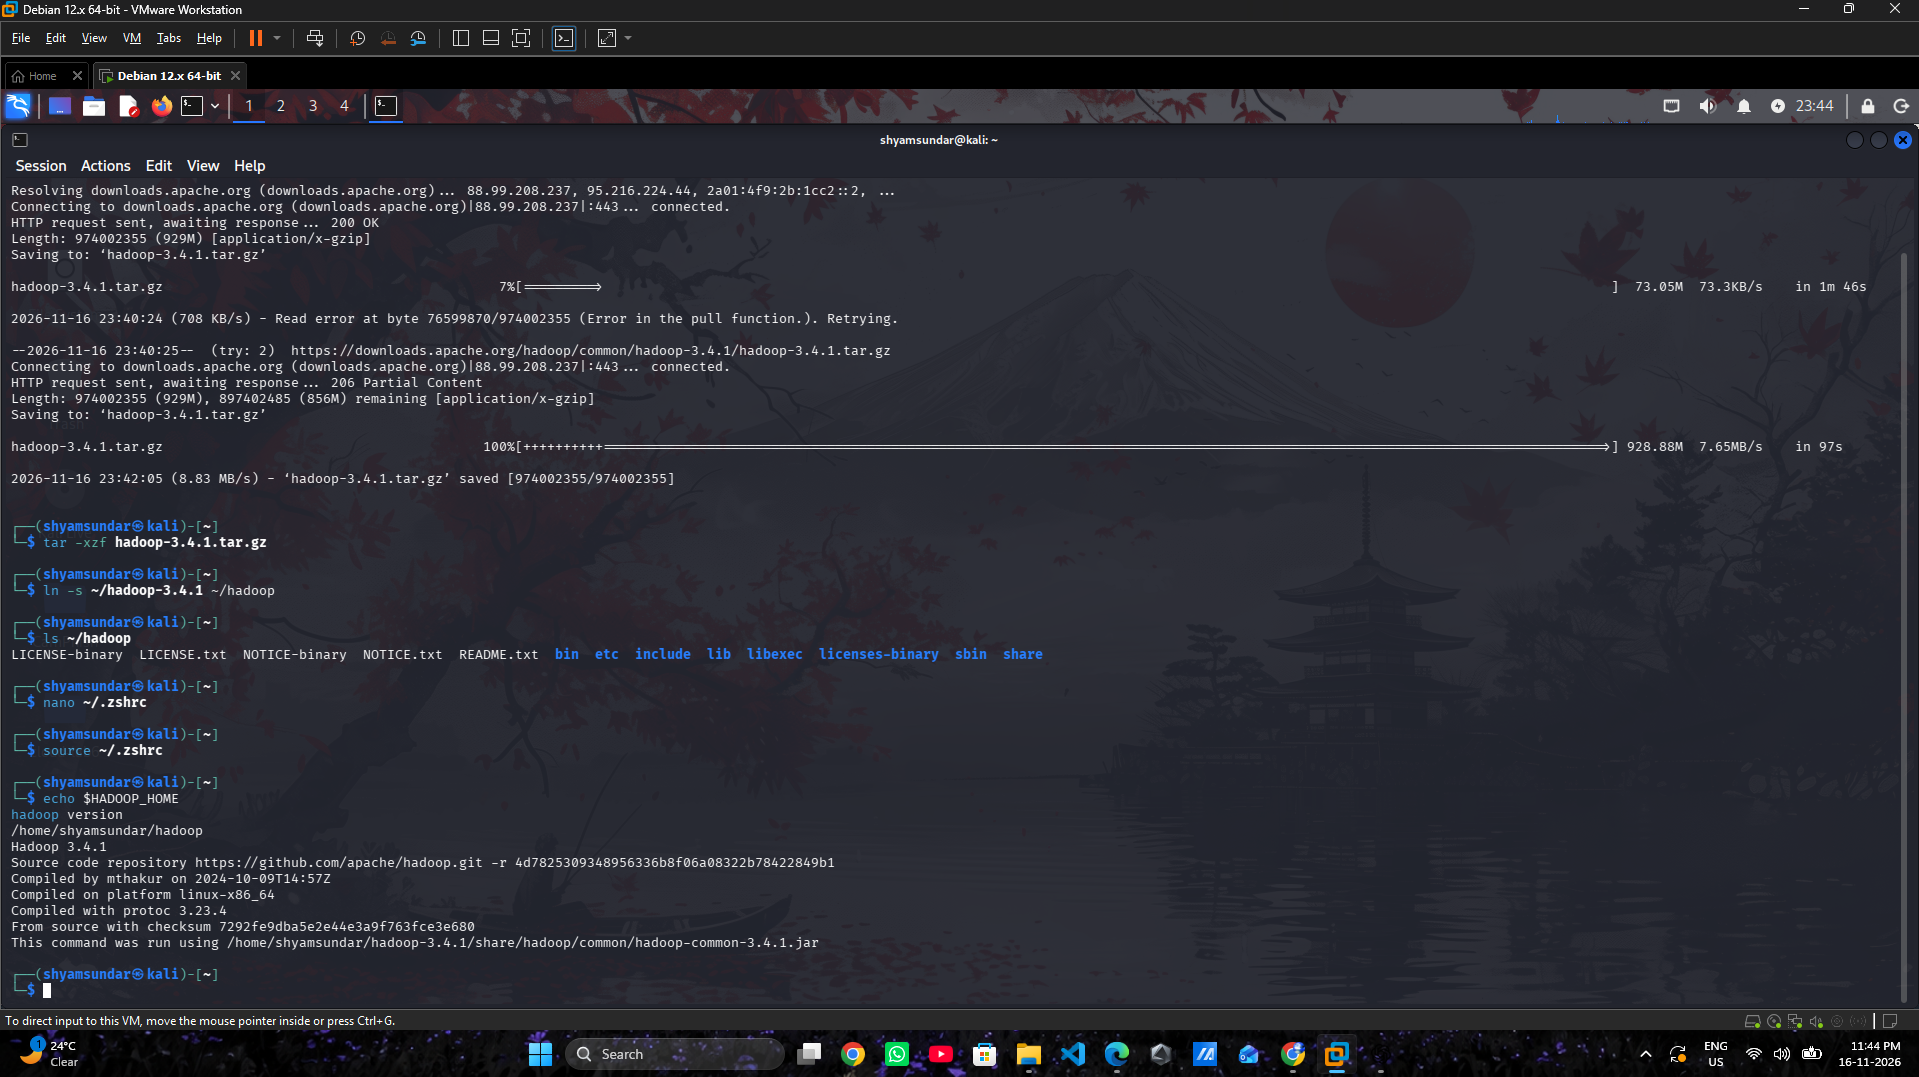 Debian 12.x 64-bit - VMware Workstation
File Edit View VM Tabs Help
Home Debian 12.x 64-bit
1 2 3 4 23:44
shyamsundar@kali: ~
Session Actions Edit View Help
Resolving downloads.apache.org (downloads.apache.org)... 88.99.208.237, 95.216.224.44, 2a01:4f9:2b:1cc2::2, ...
Connecting to downloads.apache.org (downloads.apache.org)|88.99.208.237|:443... connected.
HTTP request sent, awaiting response... 200 OK
Length: 974002355 (929M) [application/x-gzip]
Saving to: ‘hadoop-3.4.1.tar.gz’
hadoop-3.4.1.tar.gz 7%[=========> ] 73.05M 73.3KB/s in 1m 46s
2026-11-16 23:40:24 (708 KB/s) - Read error at byte 76599870/974002355 (Error in the pull function.). Retrying.
--2026-11-16 23:40:25-- (try: 2) https://downloads.apache.org/hadoop/common/hadoop-3.4.1/hadoop-3.4.1.tar.gz
Connecting to downloads.apache.org (downloads.apache.org)|88.99.208.237|:443... connected.
HTTP request sent, awaiting response... 206 Partial Content
Length: 974002355 (929M), 897402485 (856M) remaining [application/x-gzip]
Saving to: ‘hadoop-3.4.1.tar.gz’
hadoop-3.4.1.tar.gz 100%[++++++++++=====================>] 928.88M 7.65MB/s in 97s
2026-11-16 23:42:05 (8.83 MB/s) - ‘hadoop-3.4.1.tar.gz’ saved [974002355/974002355]
┌──(shyamsundar㉿kali)-[~]
└─$ tar -xzf hadoop-3.4.1.tar.gz
┌──(shyamsundar㉿kali)-[~]
└─$ ln -s ~/hadoop-3.4.1 ~/hadoop
┌──(shyamsundar㉿kali)-[~]
└─$ ls ~/hadoop
LICENSE-binary LICENSE.txt NOTICE-binary NOTICE.txt README.txt bin etc include lib libexec licenses-binary sbin share
┌──(shyamsundar㉿kali)-[~]
└─$ nano ~/.zshrc
┌──(shyamsundar㉿kali)-[~]
└─$ source ~/.zshrc
┌──(shyamsundar㉿kali)-[~]
└─$ echo $HADOOP_HOME
hadoop version
/home/shyamsundar/hadoop
Hadoop 3.4.1
Source code repository https://github.com/apache/hadoop.git -r 4d7825309348956336b8f06a08322b78422849b1
Compiled by mthakur on 2024-10-09T14:57Z
Compiled on platform linux-x86_64
Compiled with protoc 3.23.4
From source with checksum 7292fe9dba5e2e44e3a9f763fce3e680
This command was run using /home/shyamsundar/hadoop-3.4.1/share/hadoop/common/hadoop-common-3.4.1.jar
┌──(shyamsundar㉿kali)-[~]
└─$
To direct input to this VM, move the mouse pointer inside or press Ctrl+G.
1 24°C
Clear
Search
ENG
US
11:44 PM
16-11-2026